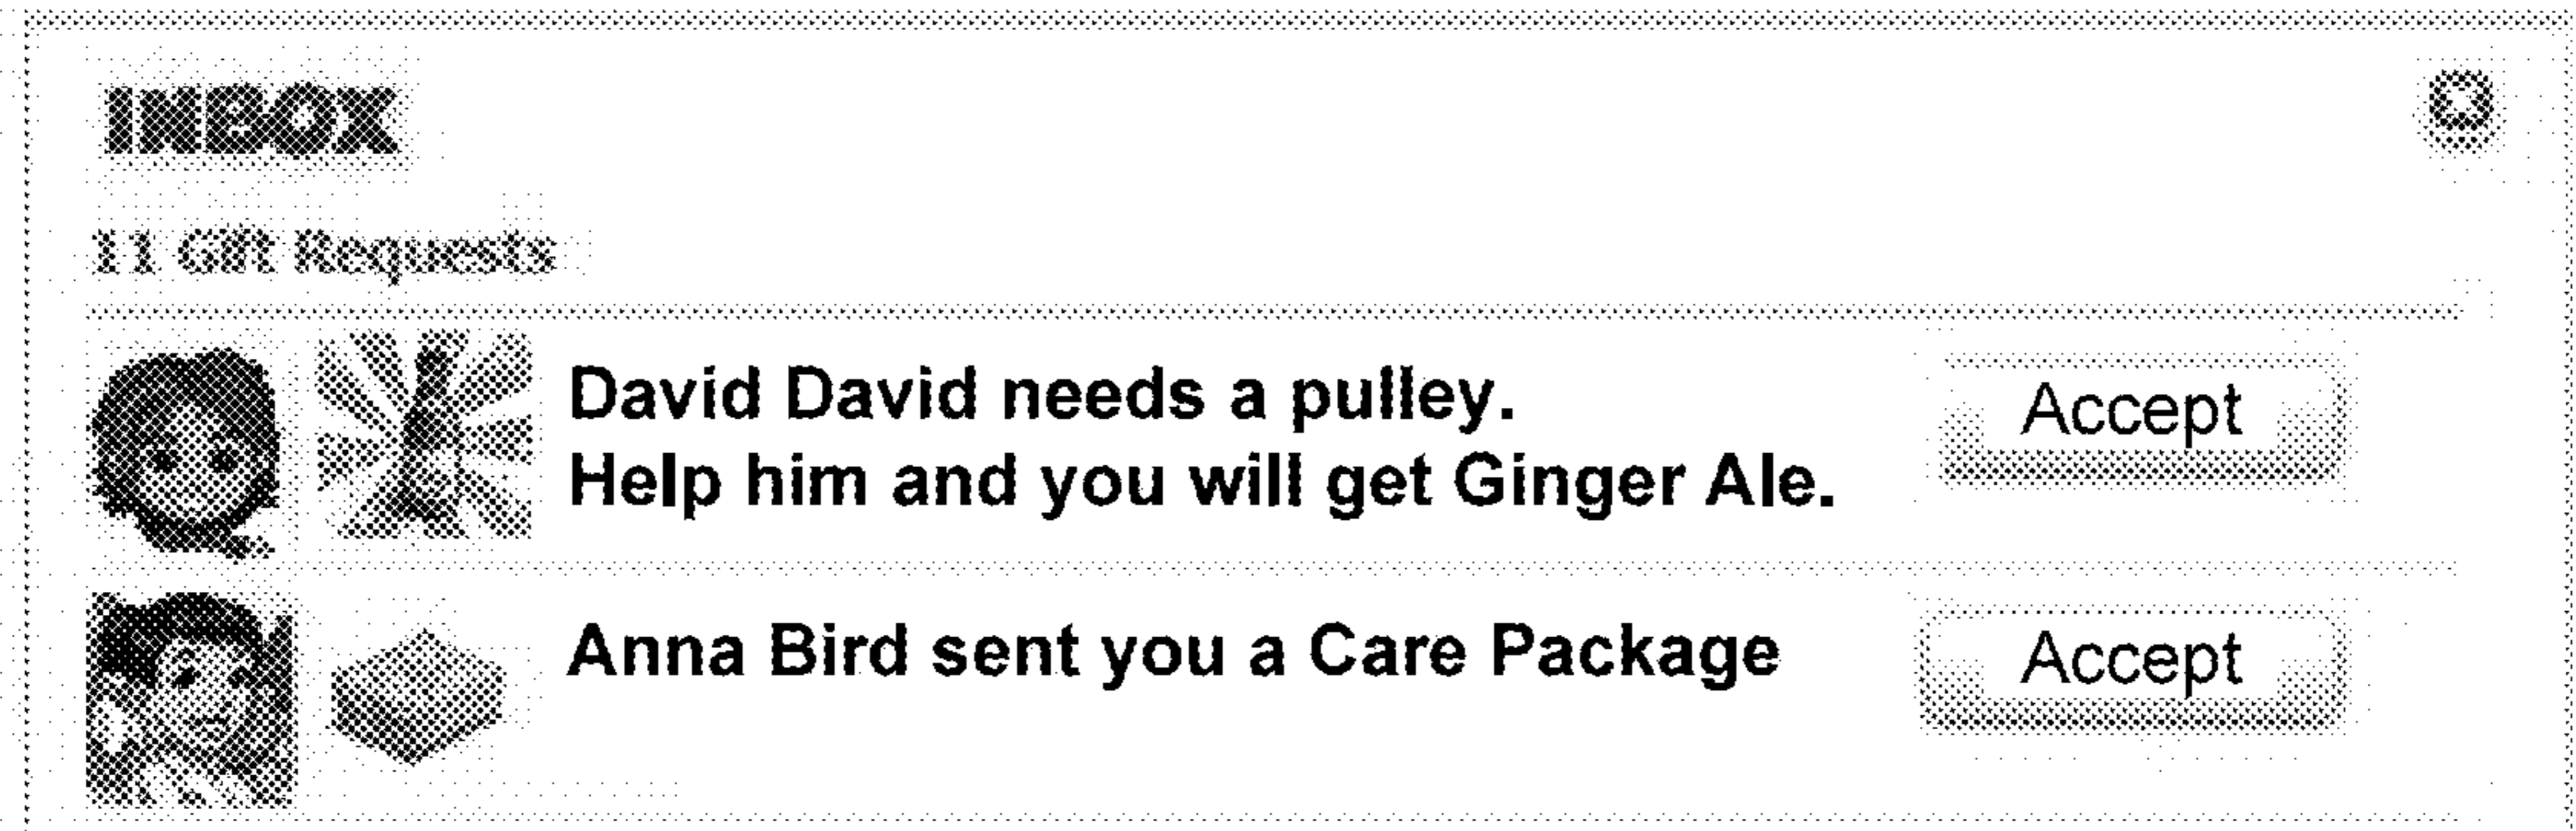 INBOX
11 Gift Requests
David David needs a pulley.
Help him and you will get Ginger Ale.
Accept
Anna Bird sent you a Care Package
Accept